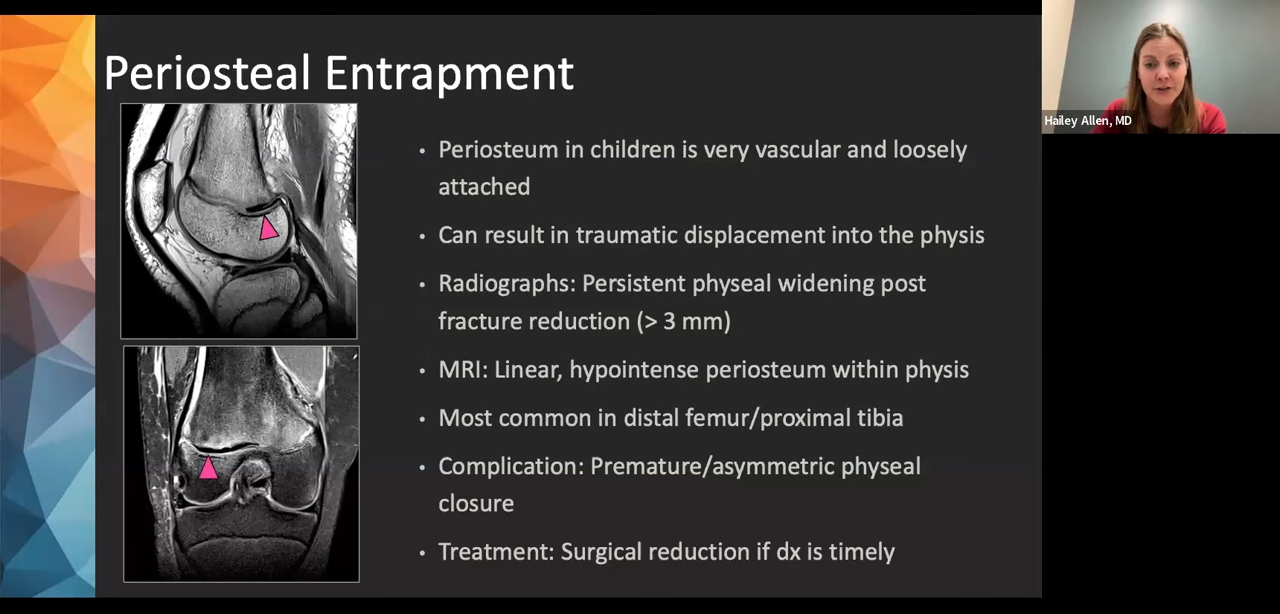 Periosteal Entrapment
Hailey Allen, MD
• Periosteum in children is very vascular and loosely
attached
• Can result in traumatic displacement into the physis
• Radiographs: Persistent physeal widening post
fracture reduction (> 3 mm)
• MRI: Linear, hypointense periosteum within physis
• Most common in distal femur/proximal tibia
• Complication: Premature/asymmetric physeal
closure
• Treatment: Surgical reduction if dx is timely